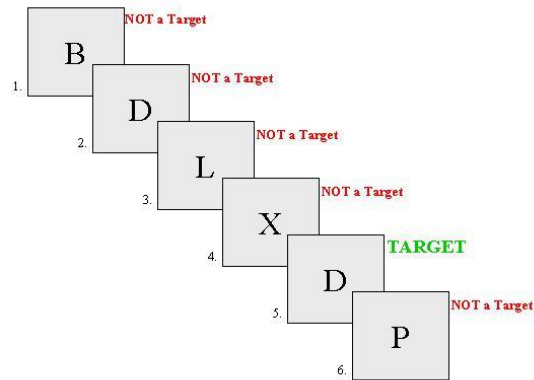 NOT a Target
B
1.
NOT a Target
D
2.
NOT a Target
L
3.
NOT a Target
X
4.
TARGET
D
5.
NOT a Target
P
6.